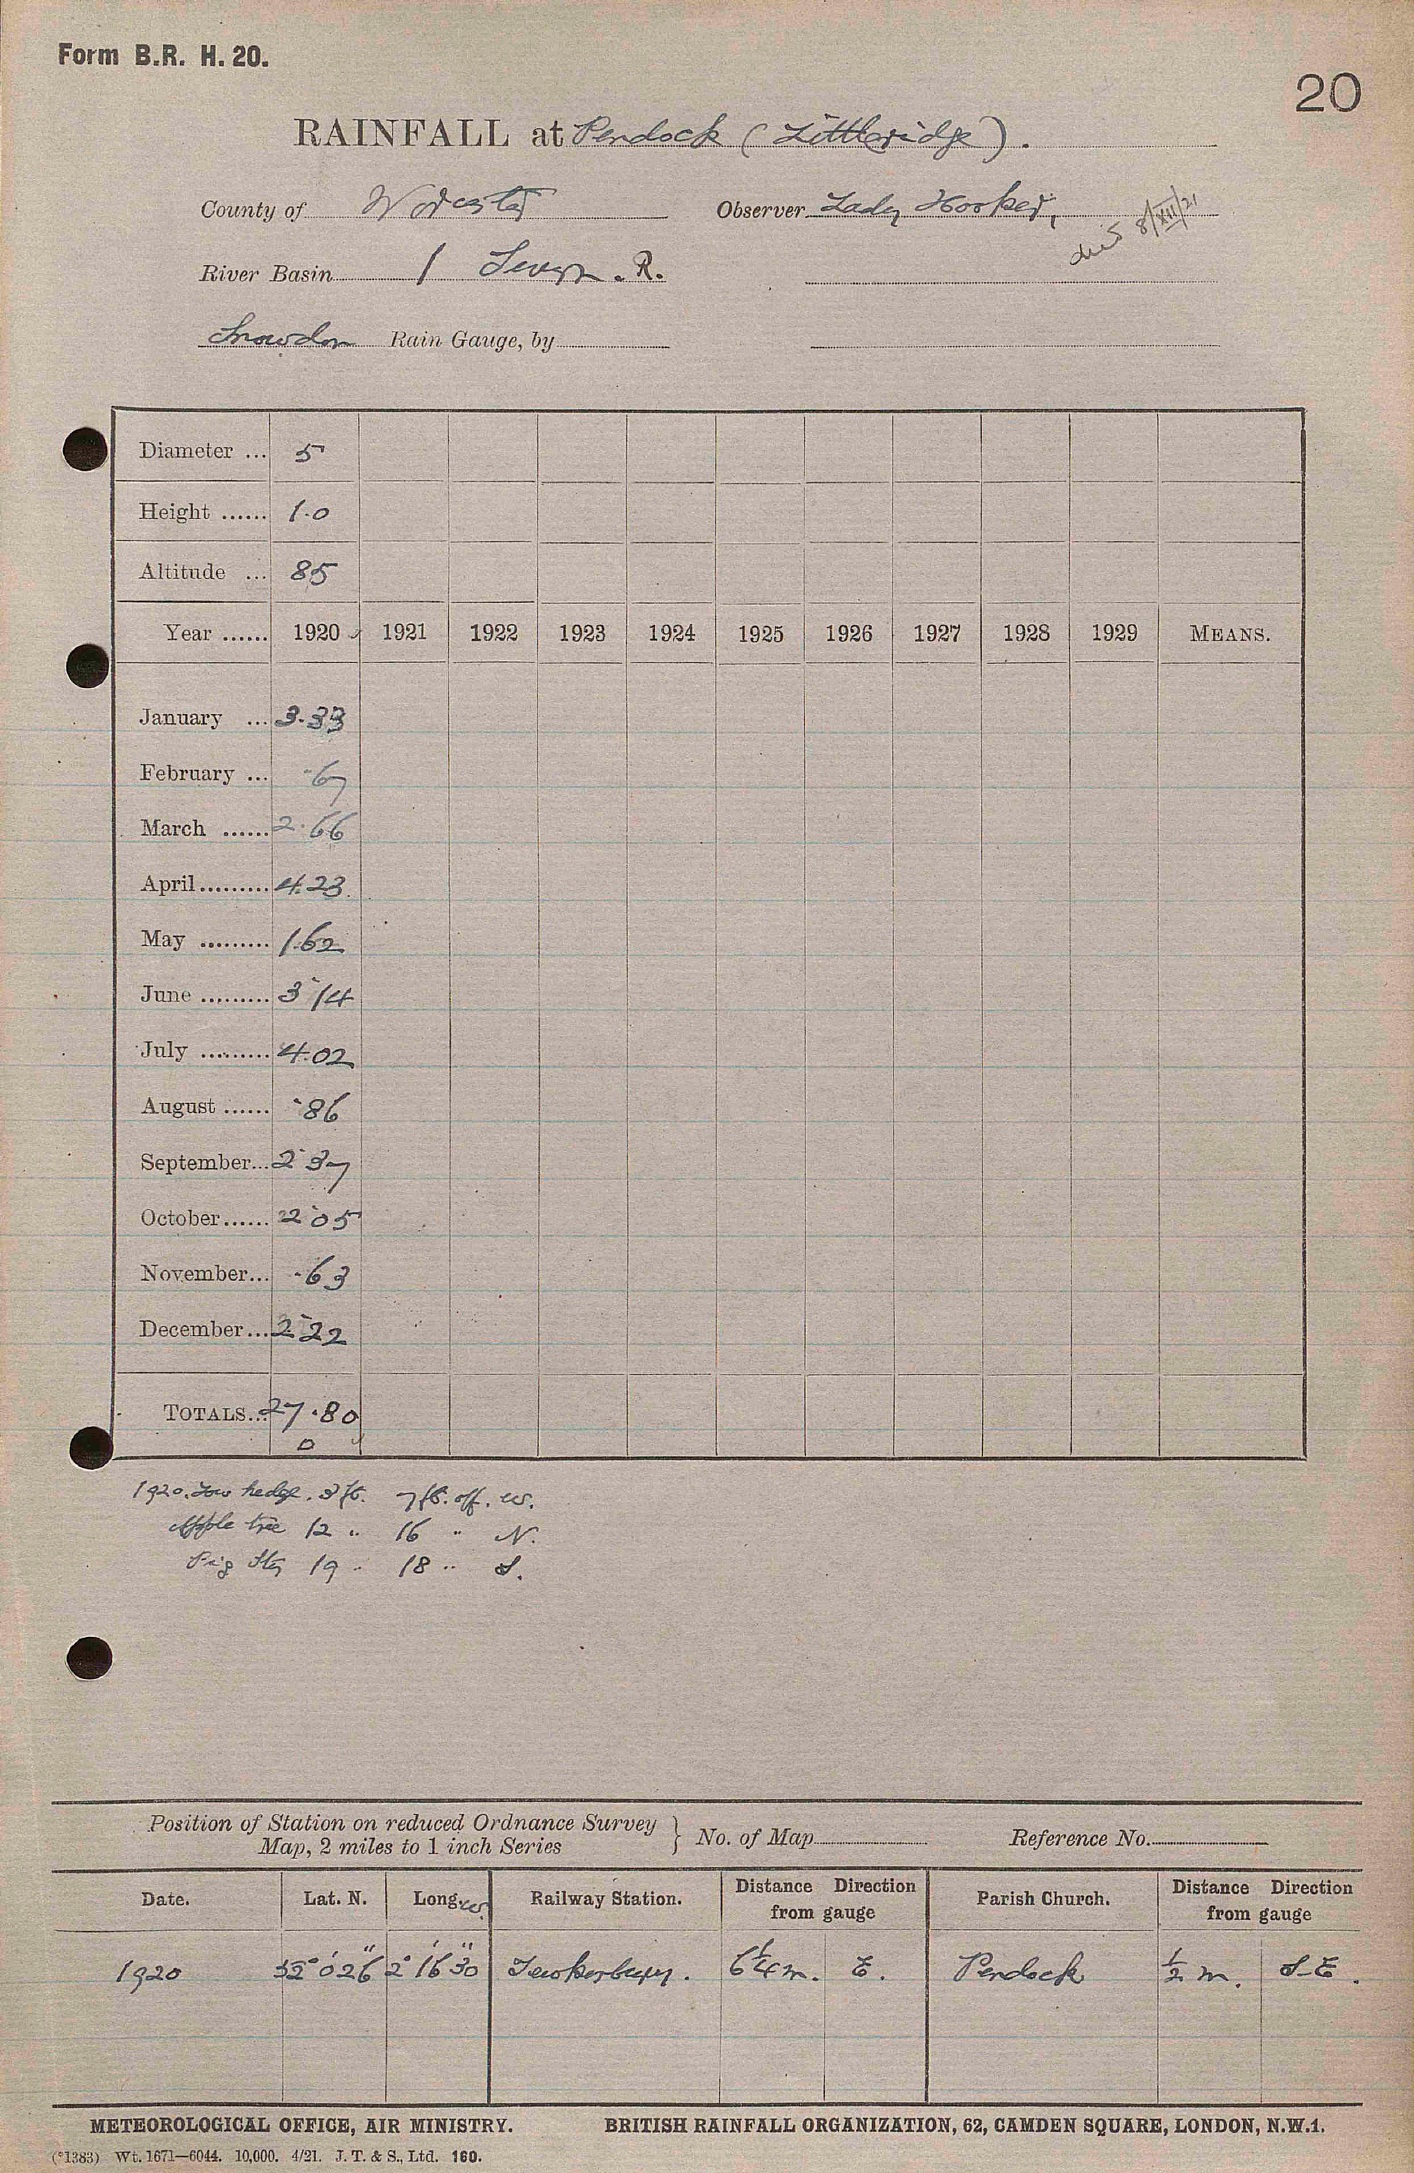 Form B.R. H. 20.
20
RAINFALL at Pendock (Littleridge).
County of Worcester Observer Lady Hooker,
died 8/XII/21
River Basin / Severn. R.
Snowdon Rain Gauge, by
Diameter ... 5
Height ...... 1.0
Altitude ... 85
Year ...... 1920 1921 1922 1923 1924 1925 1926 1927 1928 1929 MEANS.
January ... 3.33
February ... .67
March ...... 2.66
April ......... 4.23
May ......... 1.62
June ......... 3.14
July ......... 4.02
August ...... .86
September... 2.37
October...... 2.05
November... .63
December... 2.22
TOTALS... 27.80
0
1920. Low hedge. 3 ft. 7 ft. off. W.
Apple tree 12 " 16 " N.
Pig Sty 19 " 18 " S.
Position of Station on reduced Ordnance Survey
Map, 2 miles to 1 inch Series } No. of Map Reference No.
Date. Lat. N. Long. W. Railway Station. Distance Direction from gauge Parish Church. Distance Direction from gauge
1920 52° 0' 26" 2° 16' 30" Tewkesbury. 6¼ m. E. Pendock ½ m. S-E.
METEOROLOGICAL OFFICE, AIR MINISTRY. BRITISH RAINFALL ORGANIZATION, 62, CAMDEN SQUARE, LONDON, N.W.1.
(*1383) Wt. 1671—6044. 10,000. 4/21. J. T. & S., Ltd. 160.